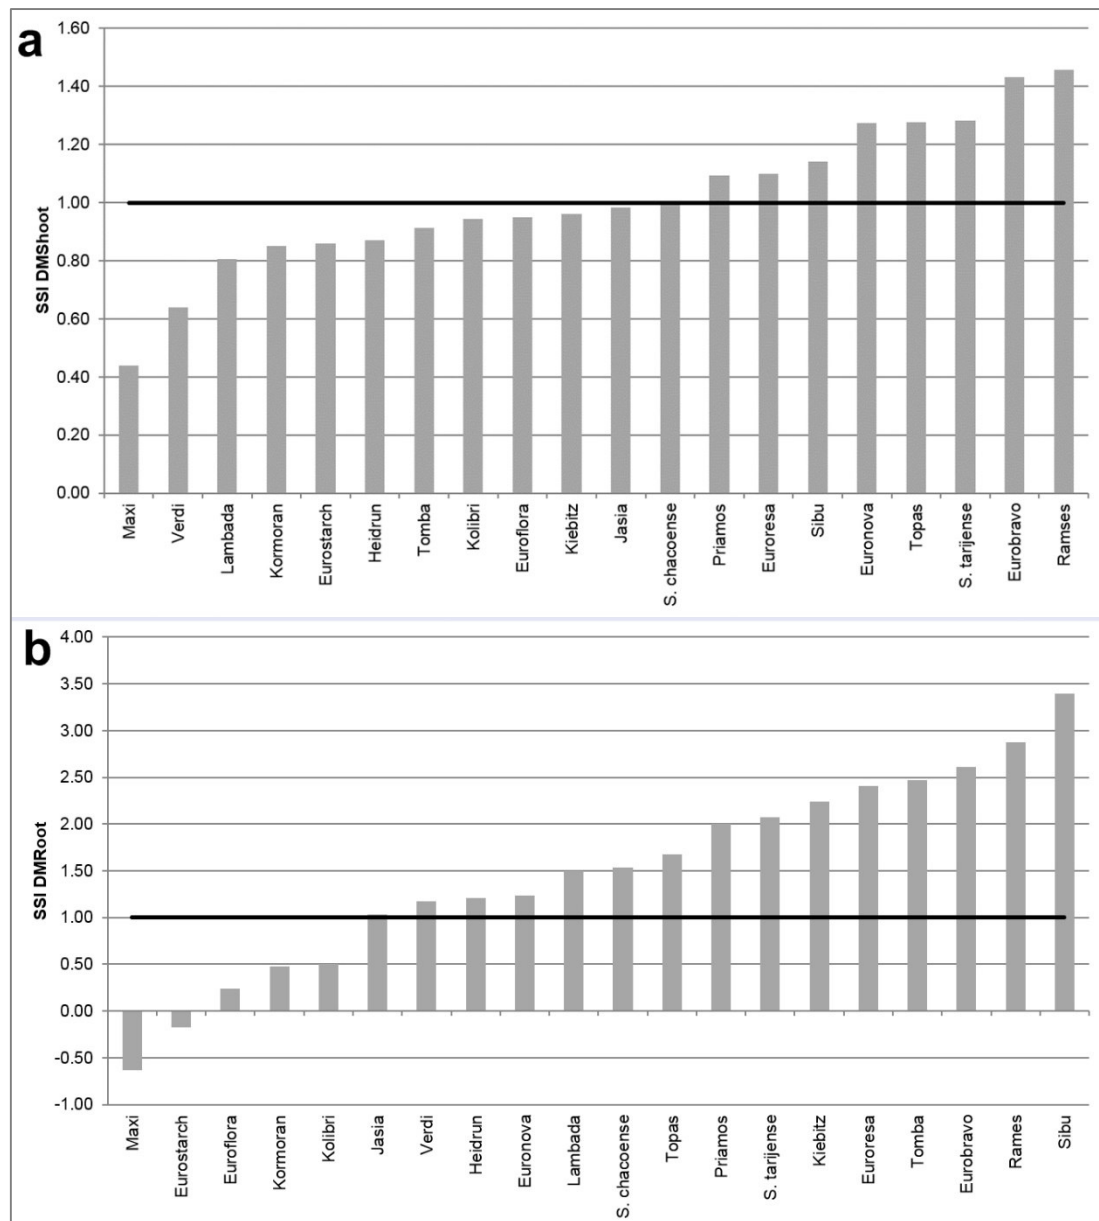 a
SSI DMShoot
1.60
1.40
1.20
1.00
0.80
0.60
0.40
0.20
0.00
Maxi
Verdi
Lambada
Kormoran
Eurostarch
Heidrun
Tomba
Kolibri
Euroflora
Kiebitz
Jasia
S. chacoense
Priamos
Euroresa
Sibu
Euronova
Topas
S. tarijense
Eurobravo
Ramses
b
SSI DMRoot
4.00
3.50
3.00
2.50
2.00
1.50
1.00
0.50
0.00
-0.50
-1.00
Maxi
Eurostarch
Euroflora
Kormoran
Kolibri
Jasia
Verdi
Heidrun
Euronova
Lambada
S. chacoense
Topas
Priamos
S. tarijense
Kiebitz
Euroresa
Tomba
Eurobravo
Rames
Sibu